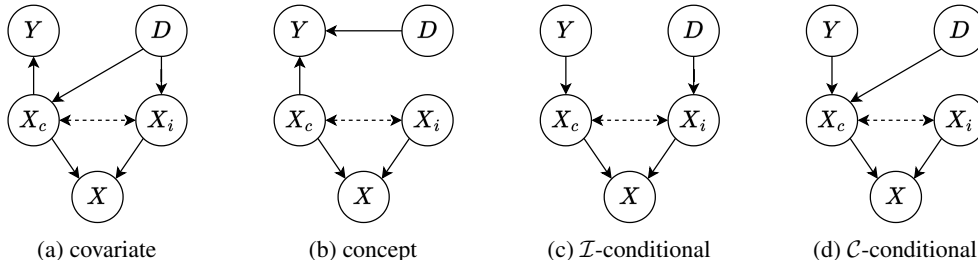 Y D Y D Y D Y D
X_c X_i X_c X_i X_c X_i X_c X_i
X X X X
(a) covariate (b) concept (c) ℐ-conditional (d) 𝒞-conditional